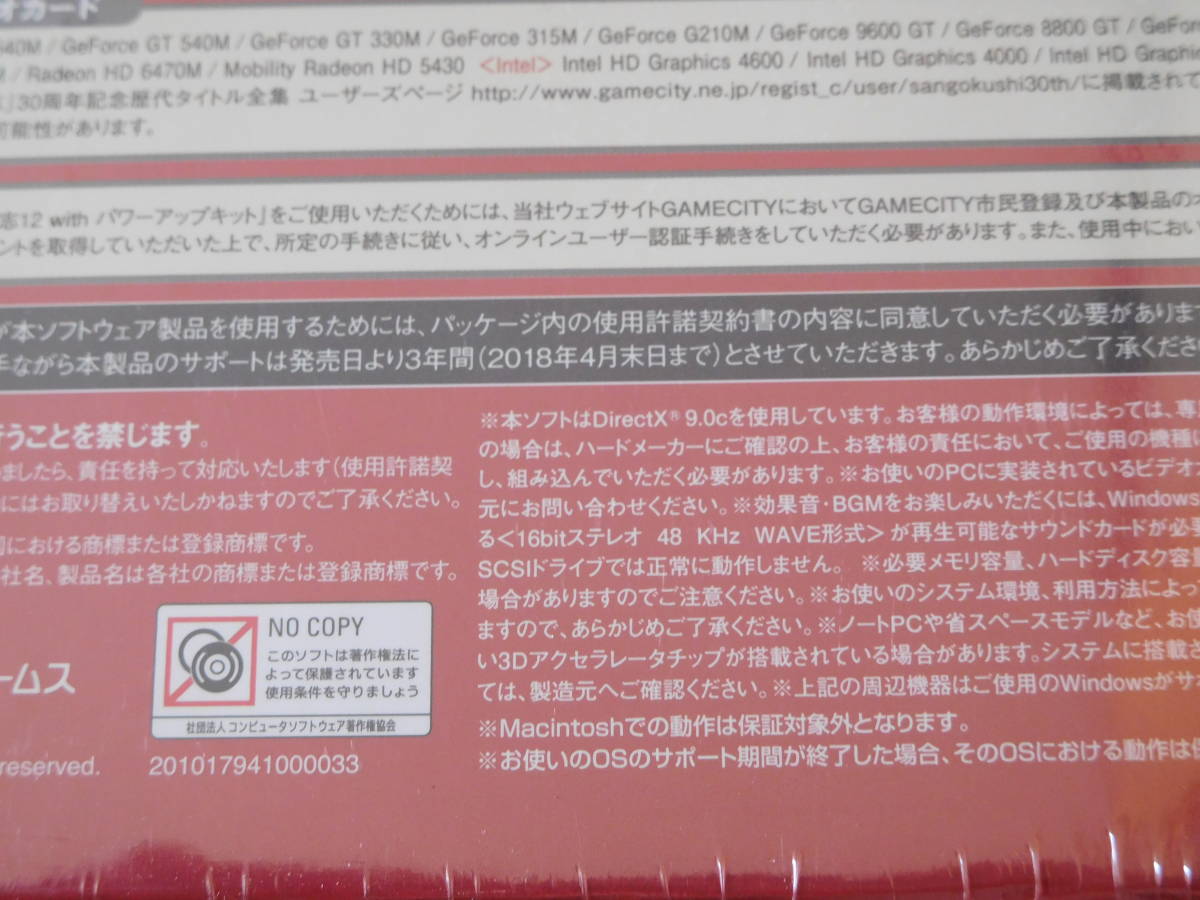 オカード
640M / GeForce GT 540M / GeForce GT 330M / GeForce 315M / GeForce G210M / GeForce 9600 GT / GeForce 8800 GT / GeFor
/ Radeon HD 6470M / Mobility Radeon HD 5430 <Intel> Intel HD Graphics 4600 / Intel HD Graphics 4000 / Intel HD Graphic
」30周年記念歴代タイトル全集 ユーザーズページ http://www.gamecity.ne.jp/regist_c/user/sangokushi30th/に掲載されて
可能性があります。
志12 with パワーアップキット」をご使用いただくためには、当社ウェブサイトGAMECITYにおいてGAMECITY市民登録及び本製品のオ
ントを取得していただいた上で、所定の手続きに従い、オンラインユーザー認証手続きをしていただく必要があります。また、使用中におい
が本ソフトウェア製品を使用するためには、パッケージ内の使用許諾契約書の内容に同意していただく必要がありま
手ながら本製品のサポートは発売日より3年間(2018年4月末日まで)とさせていただきます。あらかじめご了承くださ
行うことを禁じます。
ましたら、責任を持って対応いたします(使用許諾契
にはお取り替えいたしかねますのでご了承ください。
における商標または登録商標です。
社名、製品名は各社の商標または登録商標です。
NO COPY
このソフトは著作権法に
よって保護されています
使用条件を守りましょう
社団法人 コンピュータソフトウェア著作権協会
ームス
reserved.
201017941000033
※本ソフトはDirectX® 9.0cを使用しています。お客様の動作環境によっては、専
の場合は、ハードメーカーにご確認の上、お客様の責任において、ご使用の機種
し、組み込んでいただく必要があります。※お使いのPCに実装されているビデオ
元にお問い合わせください。※効果音・BGMをお楽しみいただくには、Windows
る<16bitステレオ 48 KHz WAVE形式>が再生可能なサウンドカードが必
SCSIドライブでは正常に動作しません。 ※必要メモリ容量、ハードディスク容
場合がありますのでご注意ください。※お使いのシステム環境、利用方法によっ
ますので、あらかじめご了承ください。※ノートPCや省スペースモデルなど、お使
い3Dアクセラレータチップが搭載されている場合があります。システムに搭載さ
ては、製造元へご確認ください。※上記の周辺機器はご使用のWindowsがサポ
※Macintoshでの動作は保証対象外となります。
※お使いのOSのサポート期間が終了した場合、そのOSにおける動作は